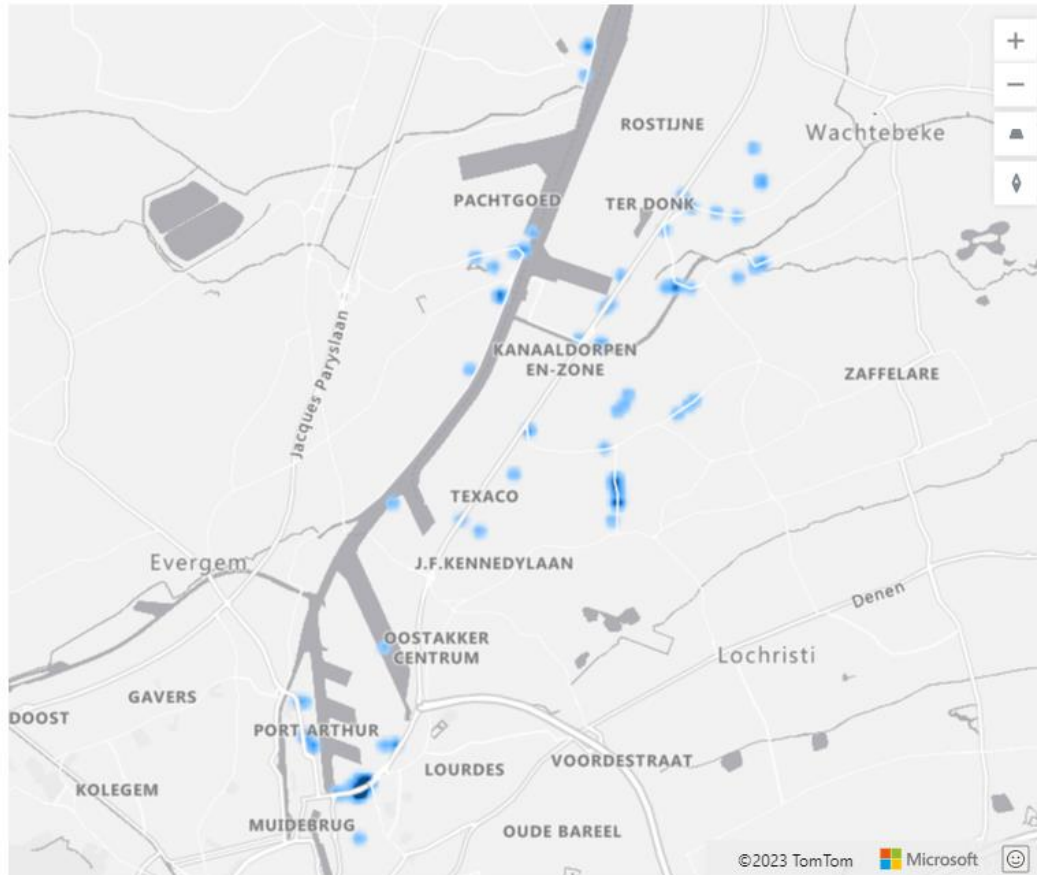 ROSTIJNE
Wachtebeke
PACHTGOED
TER DONK
Jacques Paryslaan
KANAALDORPEN
EN-ZONE
ZAFFELARE
TEXACO
Evergem
J.F.KENNEDYLAAN
Denen
OOSTAKKER
CENTRUM
Lochristi
GAVERS
DOOST
PORT ARTHUR
LOURDES
VOORDESTRAAT
KOLEGEM
MUIDEBRUG
OUDE BAREEL
©2023 TomTom
Microsoft